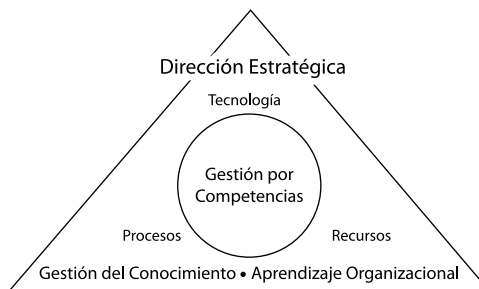 Dirección Estratégica
Tecnología
Gestión por
Competencias
Procesos
Recursos
Gestión del Conocimiento • Aprendizaje Organizacional